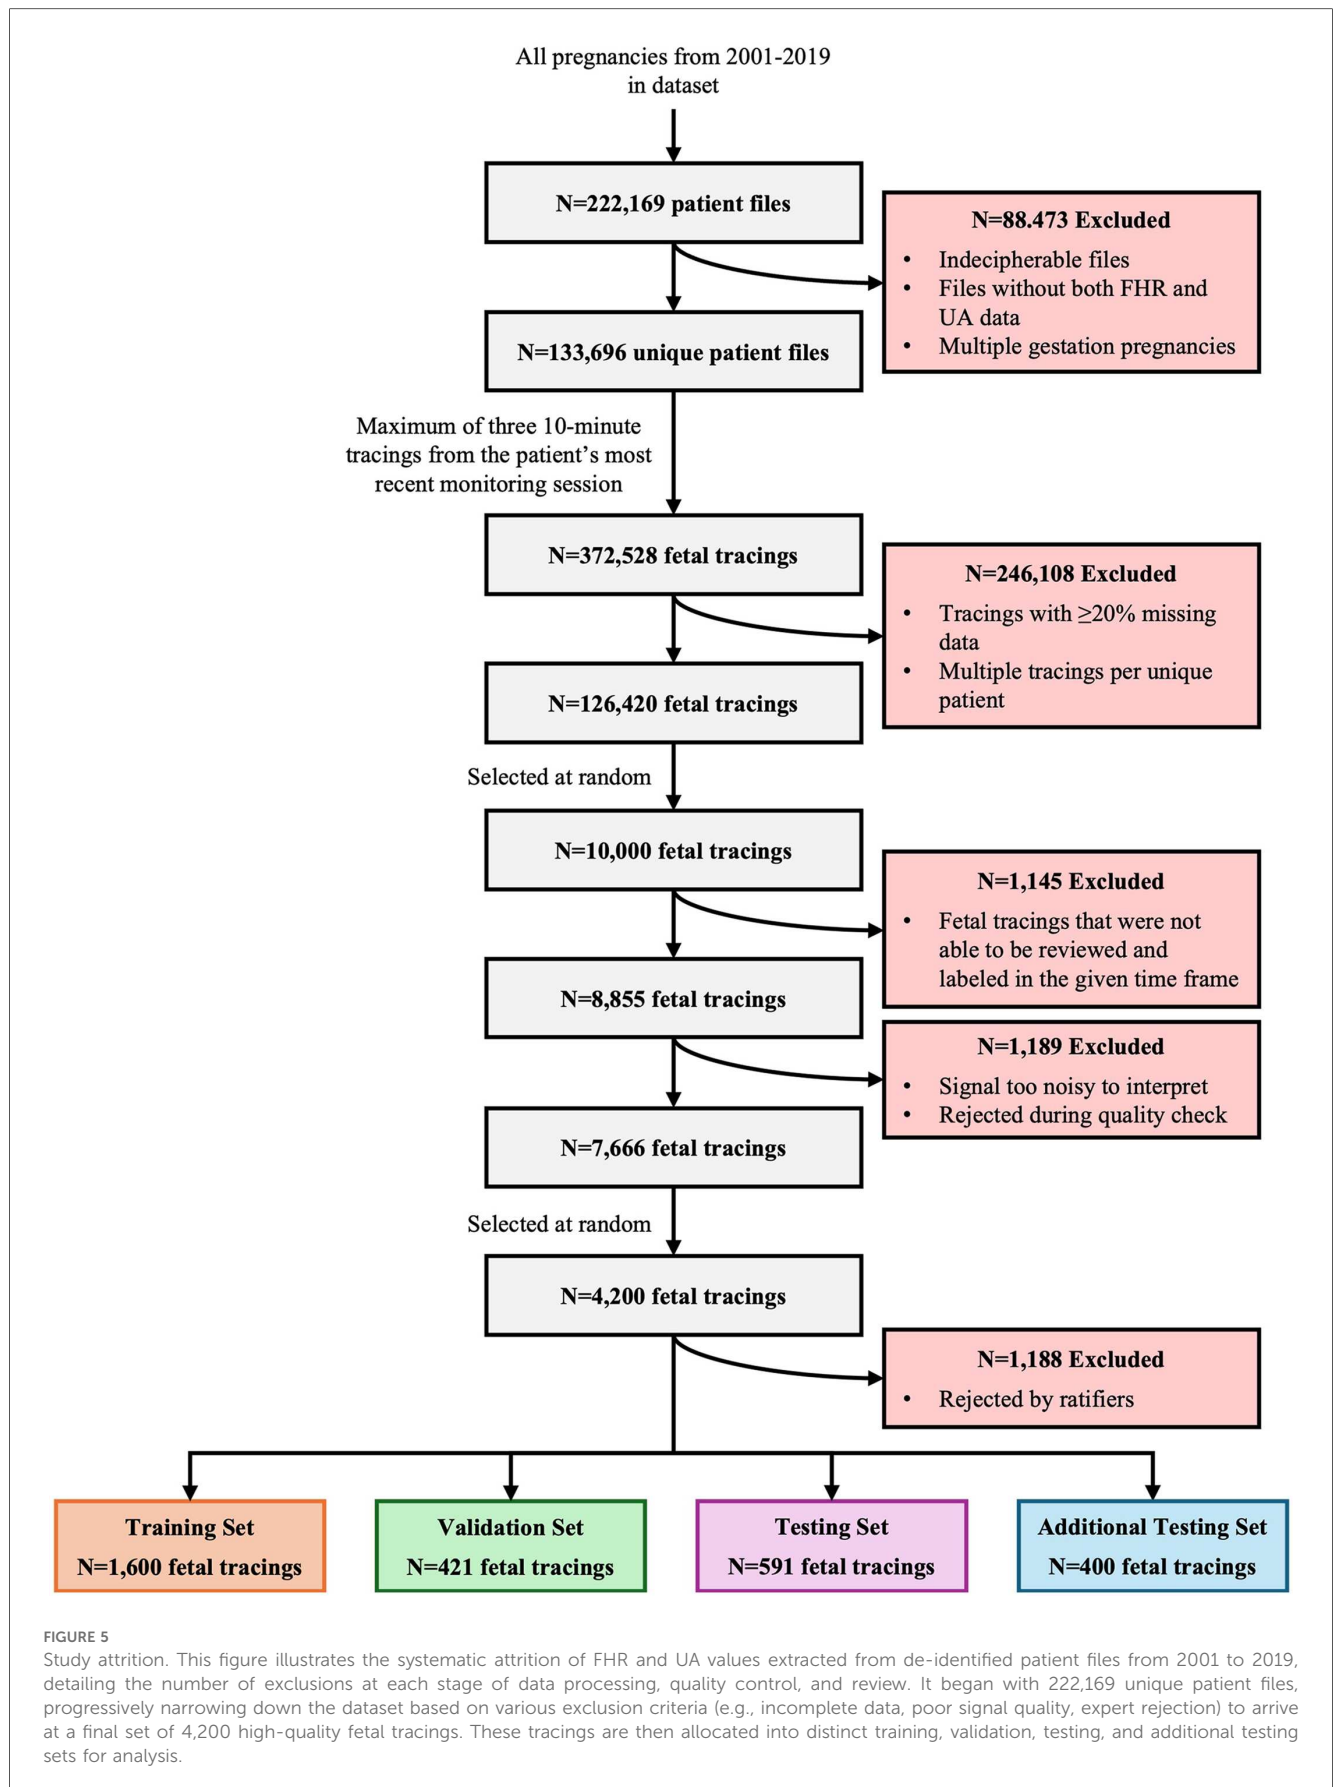 All pregnancies from 2001-2019
in dataset
N=222,169 patient files
N=88.473 Excluded
• Indecipherable files
• Files without both FHR and
UA data
• Multiple gestation pregnancies
N=133,696 unique patient files
Maximum of three 10-minute
tracings from the patient's most
recent monitoring session
N=372,528 fetal tracings
N=246,108 Excluded
• Tracings with ≥20% missing
data
• Multiple tracings per unique
patient
N=126,420 fetal tracings
Selected at random
N=10,000 fetal tracings
N=1,145 Excluded
• Fetal tracings that were not
able to be reviewed and
labeled in the given time frame
N=8,855 fetal tracings
N=1,189 Excluded
• Signal too noisy to interpret
• Rejected during quality check
N=7,666 fetal tracings
Selected at random
N=4,200 fetal tracings
N=1,188 Excluded
• Rejected by ratifiers
Training Set
N=1,600 fetal tracings
Validation Set
N=421 fetal tracings
Testing Set
N=591 fetal tracings
Additional Testing Set
N=400 fetal tracings
FIGURE 5
Study attrition. This figure illustrates the systematic attrition of FHR and UA values extracted from de-identified patient files from 2001 to 2019,
detailing the number of exclusions at each stage of data processing, quality control, and review. It began with 222,169 unique patient files,
progressively narrowing down the dataset based on various exclusion criteria (e.g., incomplete data, poor signal quality, expert rejection) to arrive
at a final set of 4,200 high-quality fetal tracings. These tracings are then allocated into distinct training, validation, testing, and additional testing
sets for analysis.